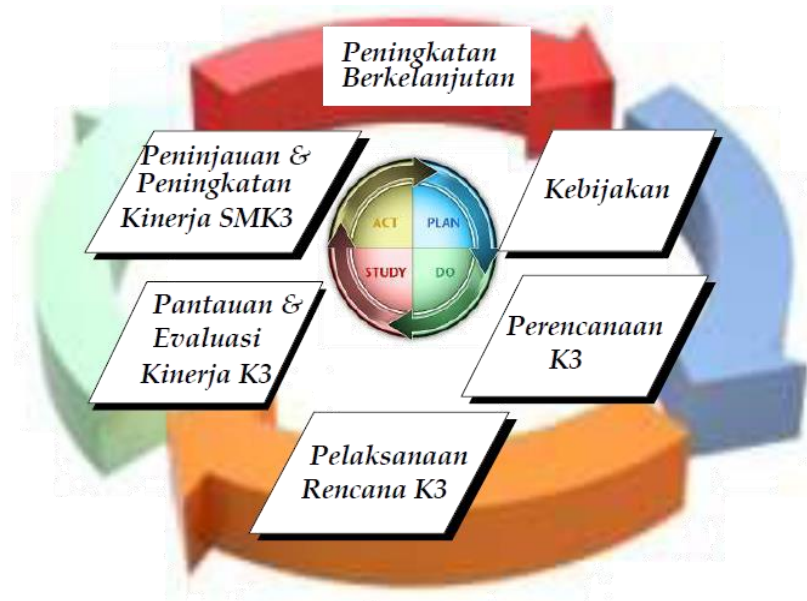 Peningkatan
Berkelanjutan
Peninjauan &
Peningkatan
Kinerja SMK3
Kebijakan
ACT
PLAN
STUDY
DO
Pantauan &
Evaluasi
Kinerja K3
Perencanaan
K3
Pelaksanaan
Rencana K3